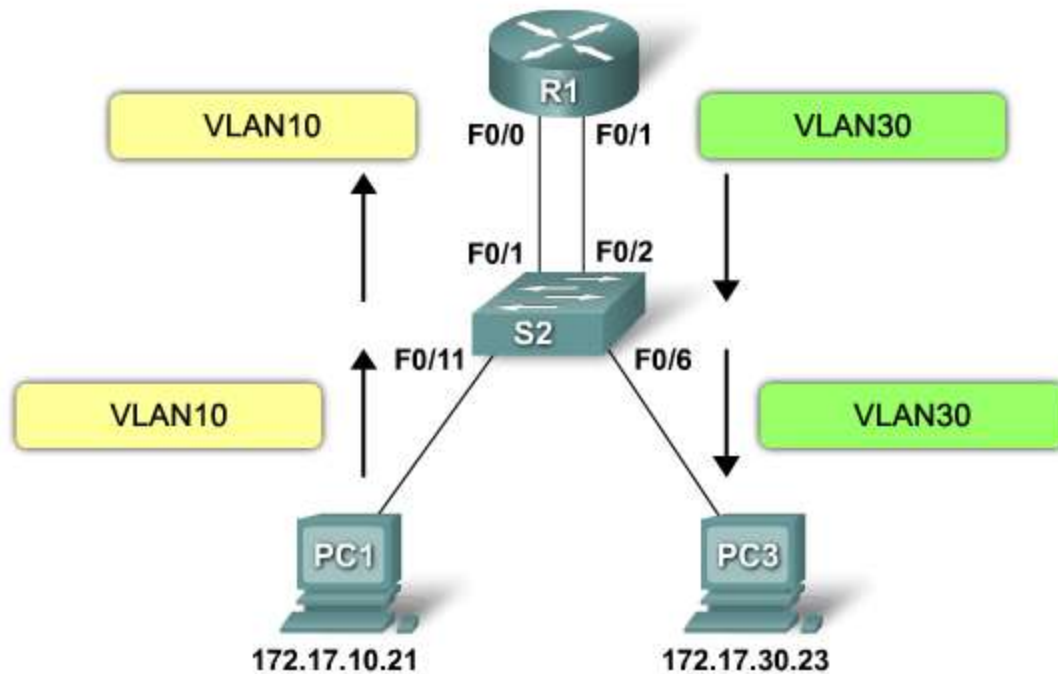 R1
VLAN10
F0/0
F0/1
VLAN30
F0/1
F0/2
S2
F0/11
F0/6
VLAN10
VLAN30
PC1
PC3
172.17.10.21
172.17.30.23